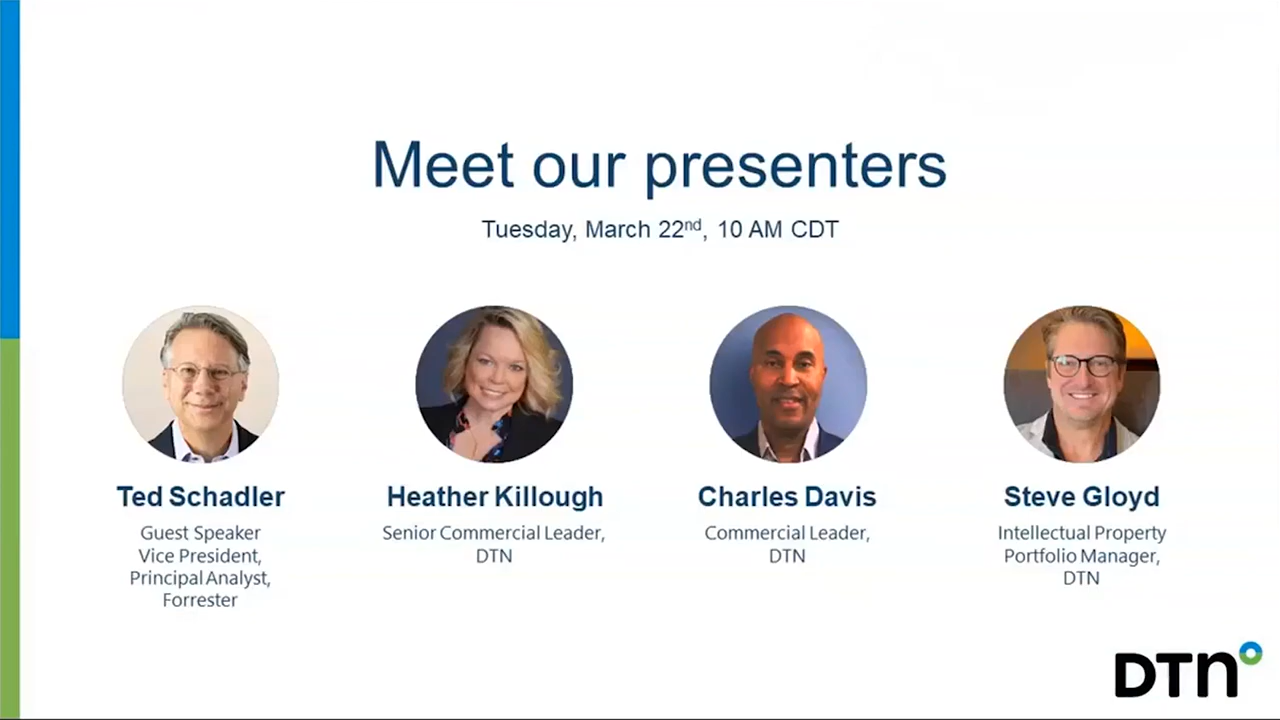 Meet our presenters
Tuesday, March 22nd, 10 AM CDT
Ted Schadler
Guest Speaker
Vice President,
Principal Analyst,
Forrester
Heather Killough
Senior Commercial Leader,
DTN
Charles Davis
Commercial Leader,
DTN
Steve Gloyd
Intellectual Property
Portfolio Manager,
DTN
DTN